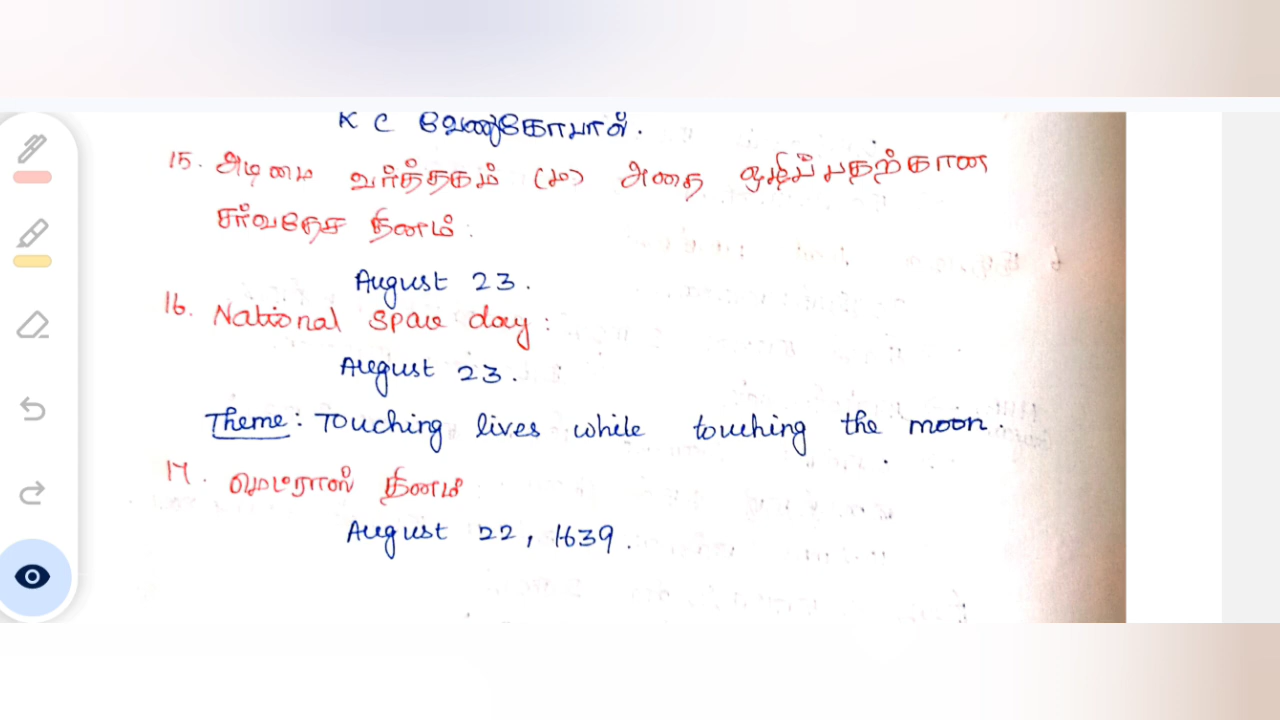 K C வேணுகோபால்.
15. அடிமை வர்த்தகம் (ம) அதை ஒழிப்பதற்கான
சர்வதேச தினம் :
August 23.
16. National space day :
August 23.
Theme : Touching lives while touching the moon.
17. மெட்ராஸ் தினம்
August 22, 1639.